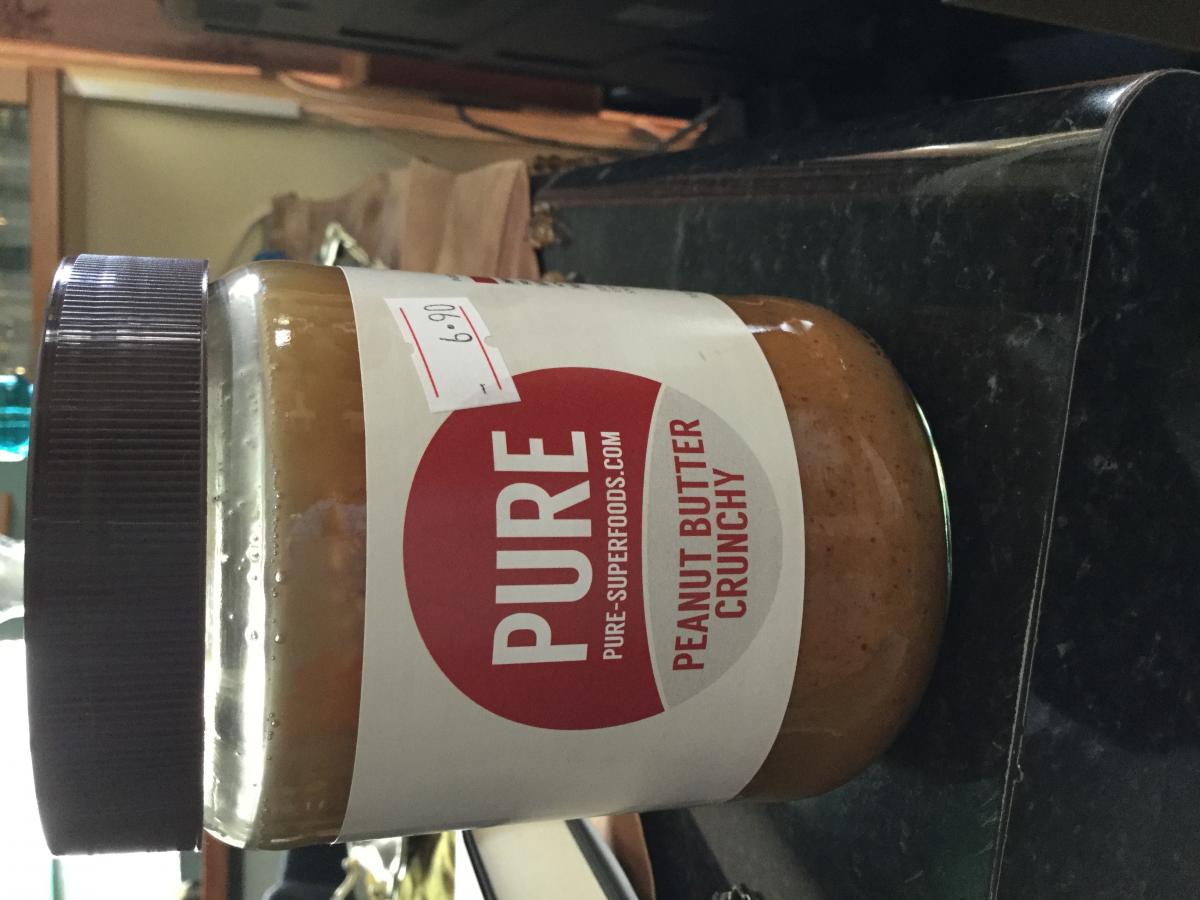 6.90
PURE
PURE-SUPERFOODS.COM
PEANUT BUTTER
CRUNCHY